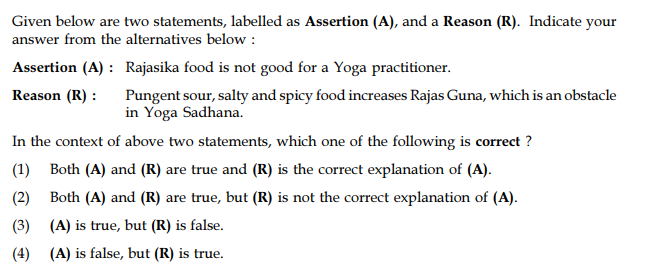 Given below are two statements, labelled as Assertion (A), and a Reason (R). Indicate your
answer from the alternatives below :
Assertion (A) : Rajasika food is not good for a Yoga practitioner.
Reason (R) : Pungent sour, salty and spicy food increases Rajas Guna, which is an obstacle
in Yoga Sadhana.
In the context of above two statements, which one of the following is correct ?
(1) Both (A) and (R) are true and (R) is the correct explanation of (A).
(2) Both (A) and (R) are true, but (R) is not the correct explanation of (A).
(3) (A) is true, but (R) is false.
(4) (A) is false, but (R) is true.